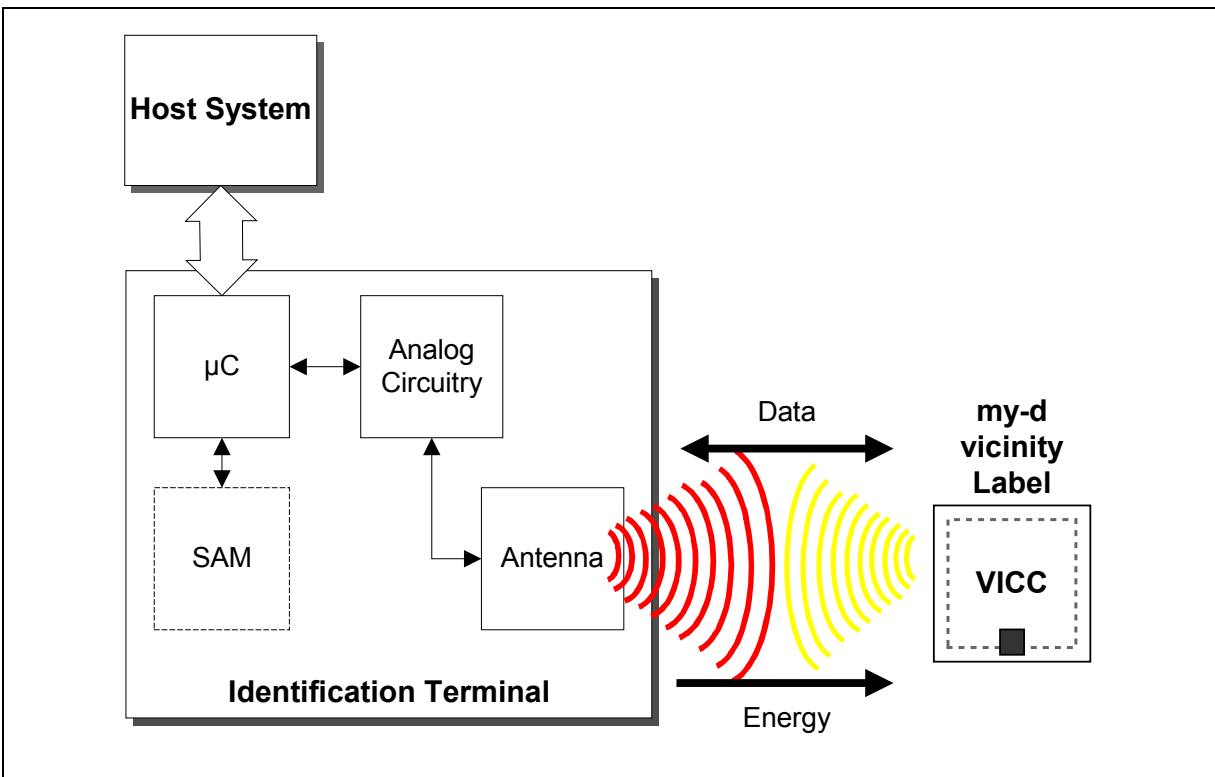 Host System
µC
Analog
Circuitry
SAM
Antenna
Identification Terminal
Data
Energy
my-d
vicinity
Label
VICC